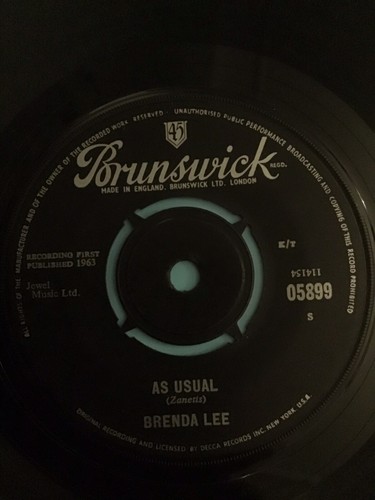 ALL RIGHTS OF THE MANUFACTURER AND OF THE OWNER OF THE RECORDED WORK RESERVED · UNAUTHORISED PUBLIC PERFORMANCE BROADCASTING AND COPYING OF THIS RECORD PROHIBITED
45
Brunswick REGD.
MADE IN ENGLAND. BRUNSWICK LTD. LONDON
RECORDING FIRST
PUBLISHED 1963
K/T
114154
Jewel
Music Ltd.
05899
S
AS USUAL
(Zanetis)
BRENDA LEE
ORIGINAL RECORDING AND LICENSED BY DECCA RECORDS INC. NEW YORK U.S.A.